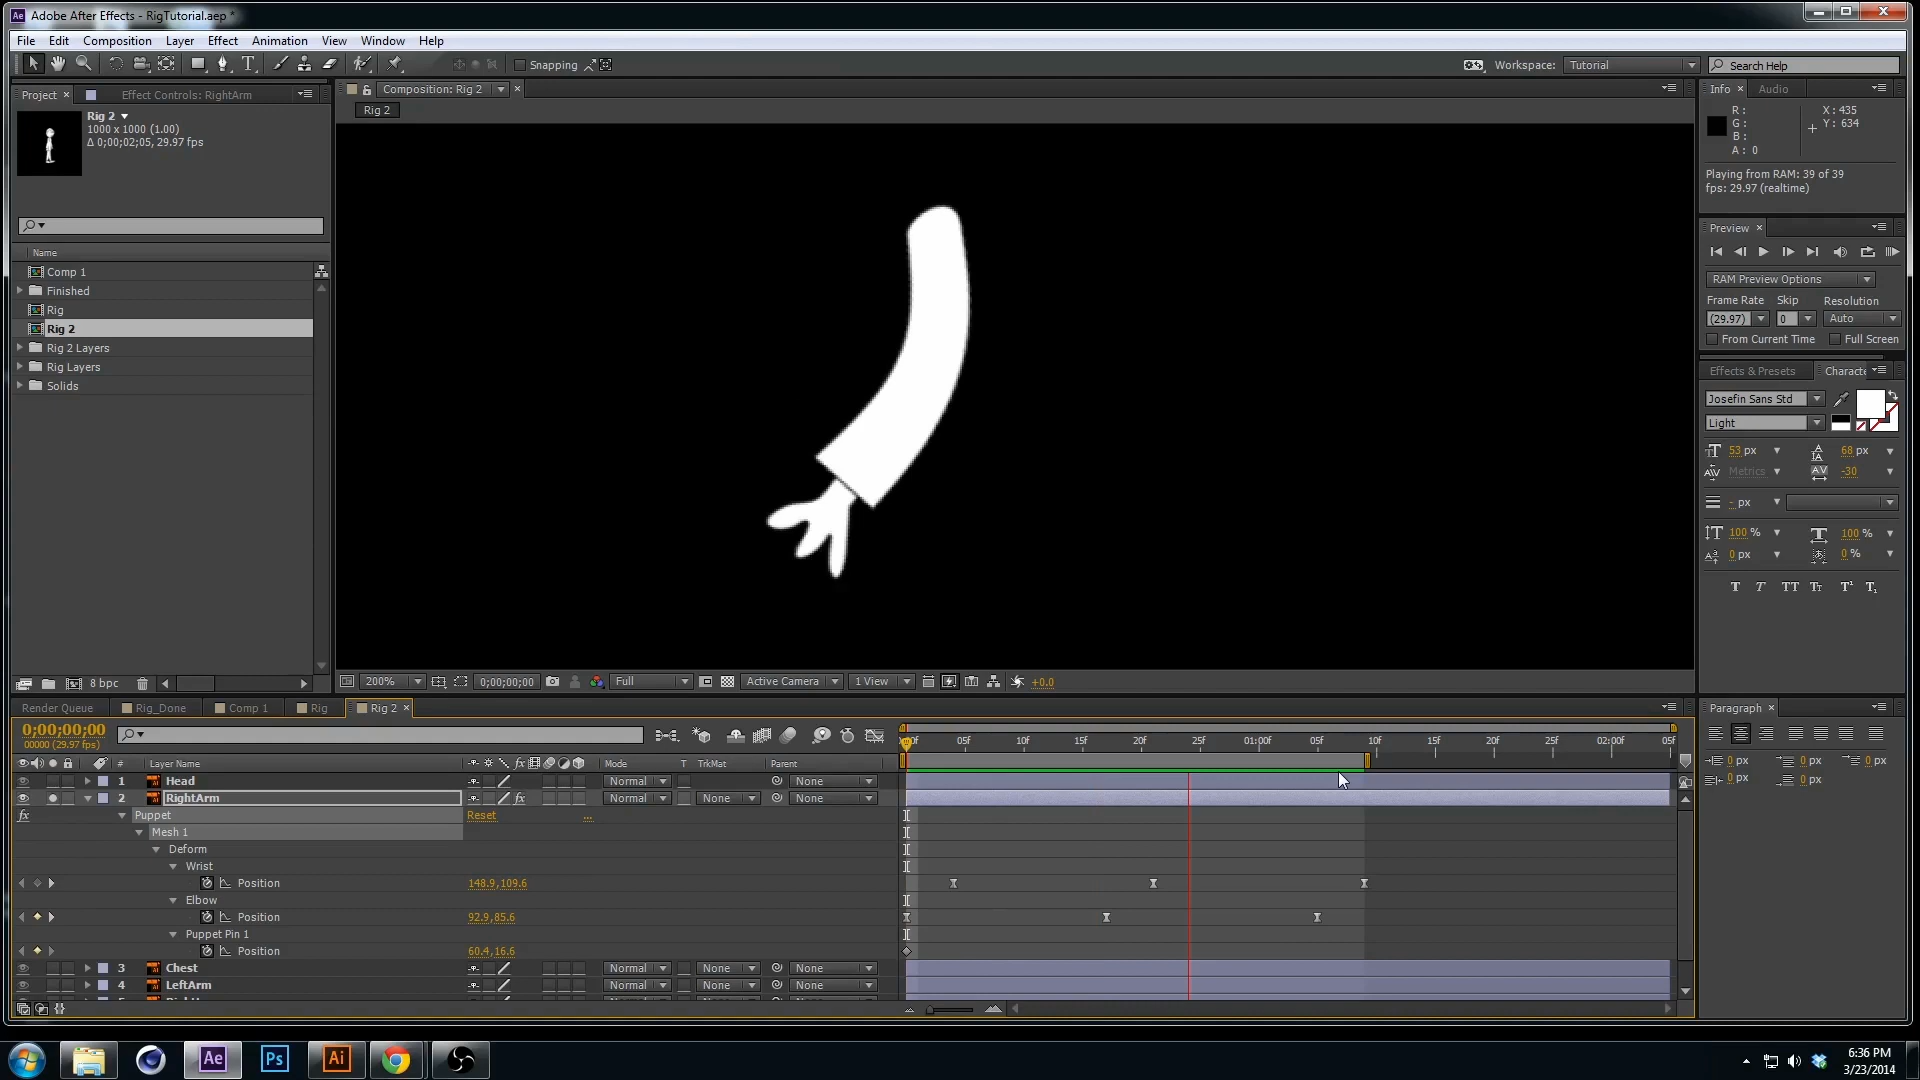 Adobe After Effects - RigTutorial.aep *
File Edit Composition Layer Effect Animation View Window Help
Snapping
Workspace: Tutorial
Search Help
Project
Effect Controls: RightArm
Rig 2
1000 x 1000 (1.00)
Δ 0;00;02;05, 29.97 fps
Name
Comp 1
Finished
Rig
Rig 2
Rig 2 Layers
Rig Layers
Solids
8 bpc
Composition: Rig 2
Rig 2
200%
0;00;00;00
Full
Active Camera
1 View
+0.0
Info
Audio
R :
G :
B :
A : 0
X : 435
Y : 634
Playing from RAM: 39 of 39
fps: 29.97 (realtime)
Preview
RAM Preview Options
Frame Rate Skip Resolution
(29.97) 0 Auto
From Current Time Full Screen
Effects & Presets
Characte
Josefin Sans Std
Light
53 px 68 px
Metrics -30
- px
100 % 100 %
0 px 0 %
Paragraph
0 px 0 px 0 px
0 px 0 px
Render Queue Rig_Done Comp 1 Rig Rig 2
0;00;00;00
00000 (29.97 fps)
05f 10f 15f 20f 25f 01:00f 05f 10f 15f 20f 25f 02:00f 05f
# Layer Name Mode T TrkMat Parent
1 Head Normal None
2 RightArm Normal None None
Puppet Reset ...
Mesh 1
Deform
Wrist
Position 148.9,109.6
Elbow
Position 92.9,85.6
Puppet Pin 1
Position 60.4,16.6
3 Chest Normal None None
4 LeftArm Normal None None
6:36 PM
3/23/2014